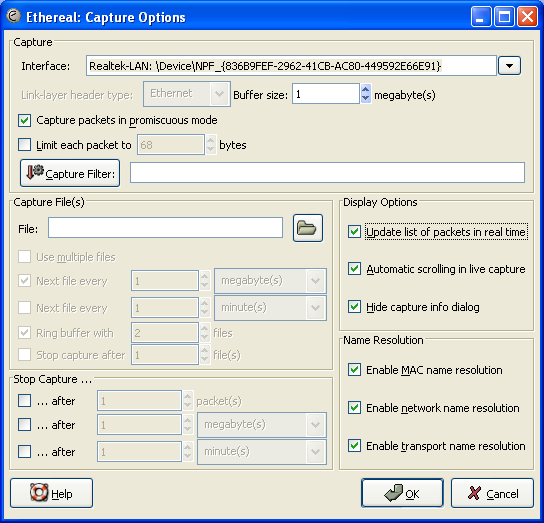 Ethereal: Capture Options
Capture
Interface: Realtek-LAN: \Device\NPF_{836B9FEF-2962-41CB-AC80-449592E66E91}
Link-layer header type: Ethernet Buffer size: 1 megabyte(s)
Capture packets in promiscuous mode
Limit each packet to 68 bytes
Capture Filter:
Capture File(s)
File:
Use multiple files
Next file every 1 megabyte(s)
Next file every 1 minute(s)
Ring buffer with 2 files
Stop capture after 1 file(s)
Display Options
Update list of packets in real time
Automatic scrolling in live capture
Hide capture info dialog
Stop Capture ...
... after 1 packet(s)
... after 1 megabyte(s)
... after 1 minute(s)
Name Resolution
Enable MAC name resolution
Enable network name resolution
Enable transport name resolution
Help
OK
Cancel